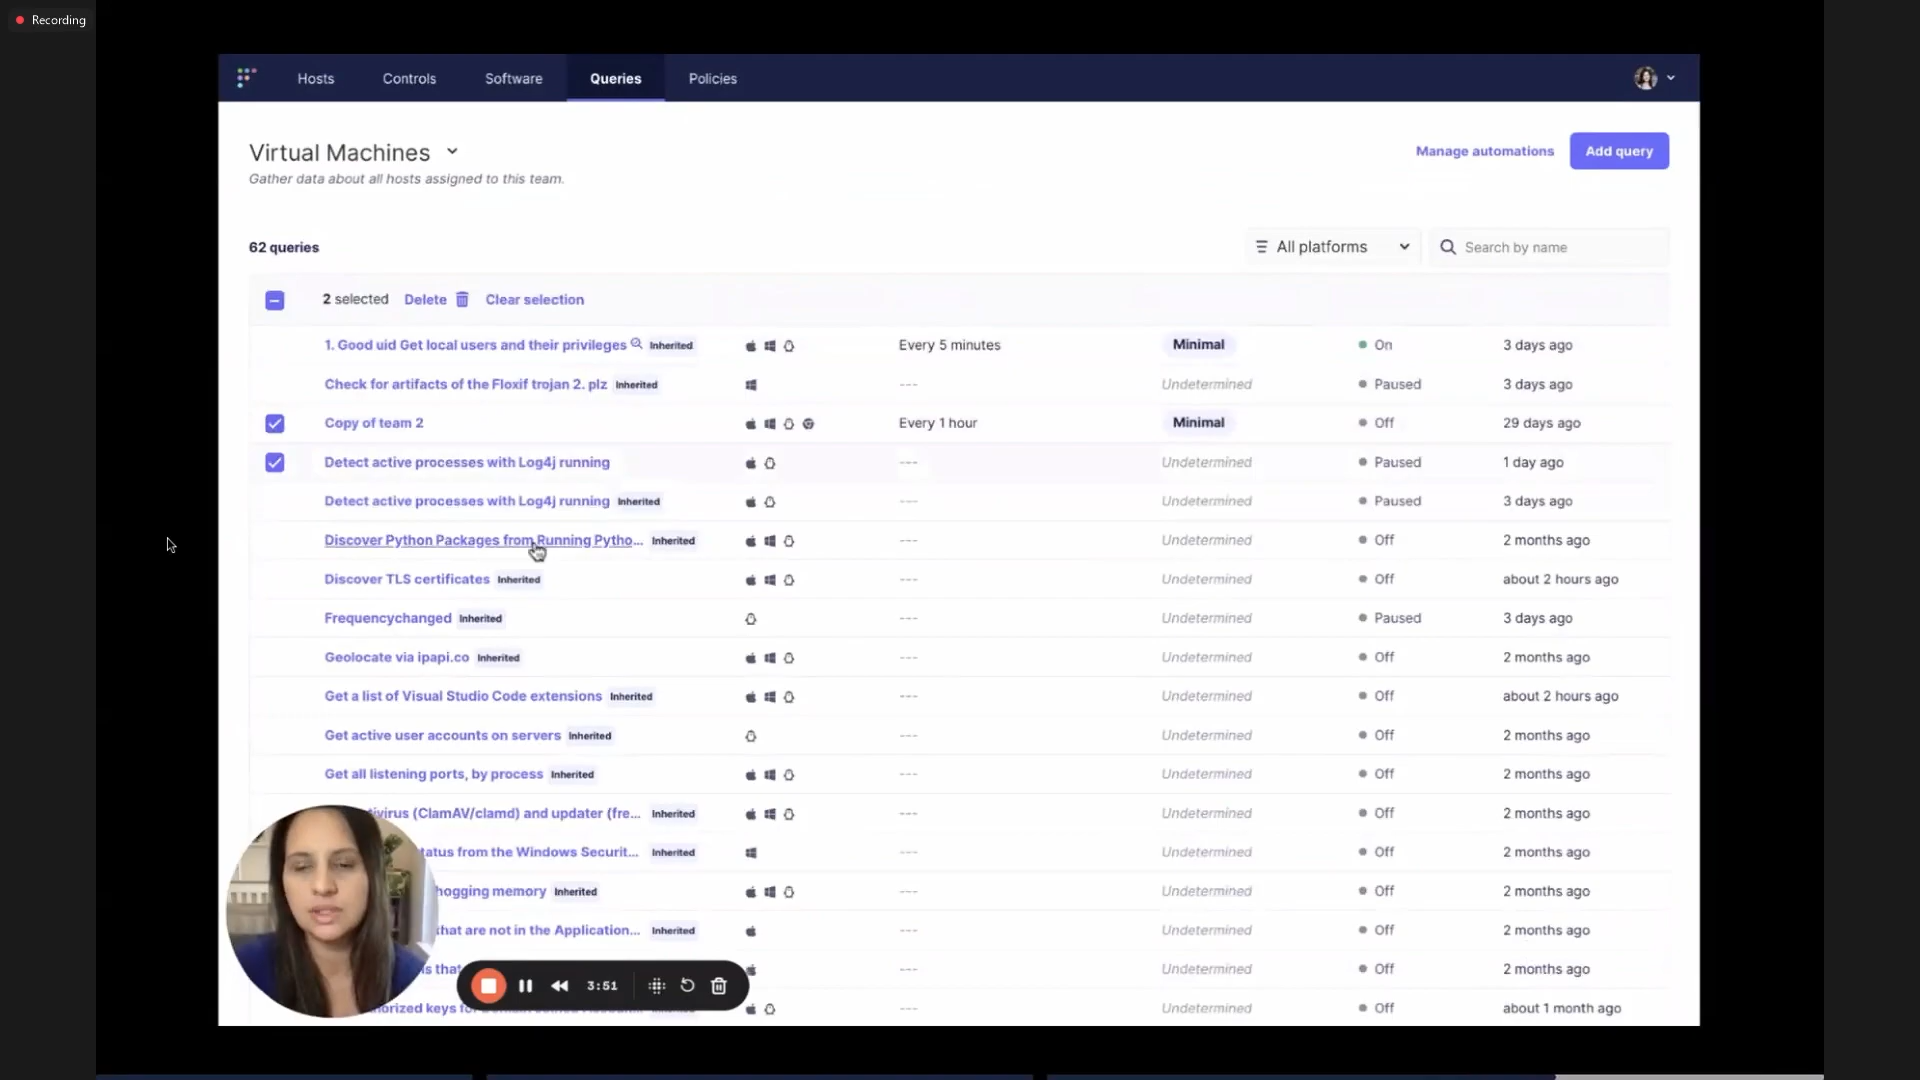 Recording
Hosts Controls Software Queries Policies
Virtual Machines
Manage automations Add query
Gather data about all hosts assigned to this team.
62 queries All platforms Search by name
2 selected Delete Clear selection
1. Good uid Get local users and their privileges Inherited Every 5 minutes Minimal On 3 days ago
Check for artifacts of the Floxif trojan 2. plz Inherited --- Undetermined Paused 3 days ago
Copy of team 2 Every 1 hour Minimal Off 29 days ago
Detect active processes with Log4j running --- Undetermined Paused 1 day ago
Detect active processes with Log4j running Inherited --- Undetermined Paused 3 days ago
Discover Python Packages from Running Pytho... Inherited --- Undetermined Off 2 months ago
Discover TLS certificates Inherited --- Undetermined Off about 2 hours ago
Frequencychanged Inherited --- Undetermined Paused 3 days ago
Geolocate via ipapi.co Inherited --- Undetermined Off 2 months ago
Get a list of Visual Studio Code extensions Inherited --- Undetermined Off about 2 hours ago
Get active user accounts on servers Inherited --- Undetermined Off 2 months ago
Get all listening ports, by process Inherited --- Undetermined Off 2 months ago
tivirus (ClamAV/clamd) and updater (fre... Inherited --- Undetermined Off 2 months ago
tatus from the Windows Securit... Inherited --- Undetermined Off 2 months ago
hogging memory Inherited --- Undetermined Off 2 months ago
that are not in the Application... Inherited --- Undetermined Off 2 months ago
s that --- Undetermined Off 2 months ago
3:51
horized keys --- Undetermined Off about 1 month ago